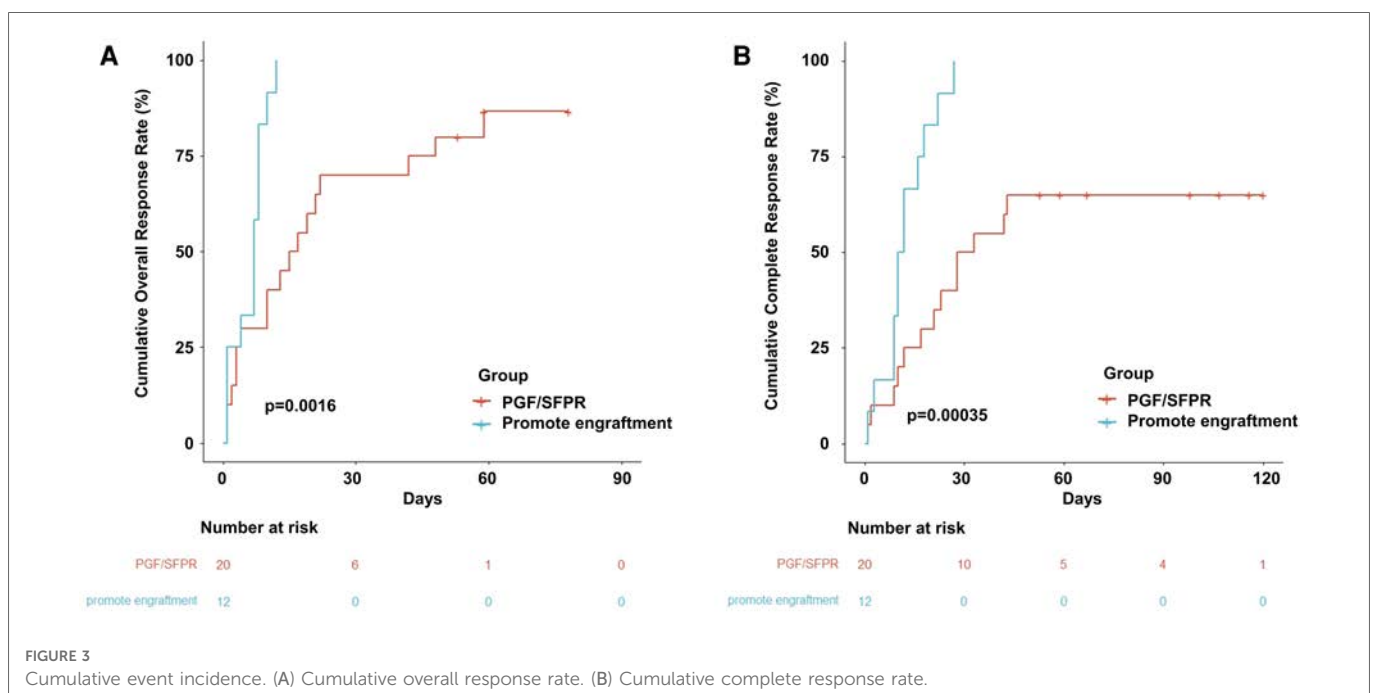 A
Cumulative Overall Response Rate (%)
100
75
50
25
0
p=0.0016
Group
PGF/SFPR
Promote engraftment
0 30 60 90
Days
Number at risk
PGF/SFPR 20 6 1 0
promote engraftment 12 0 0 0
B
Cumulative Complete Response Rate (%)
100
75
50
25
0
p=0.00035
Group
PGF/SFPR
Promote engraftment
0 30 60 90 120
Days
Number at risk
PGF/SFPR 20 10 5 4 1
promote engraftment 12 0 0 0 0
FIGURE 3
Cumulative event incidence. (A) Cumulative overall response rate. (B) Cumulative complete response rate.